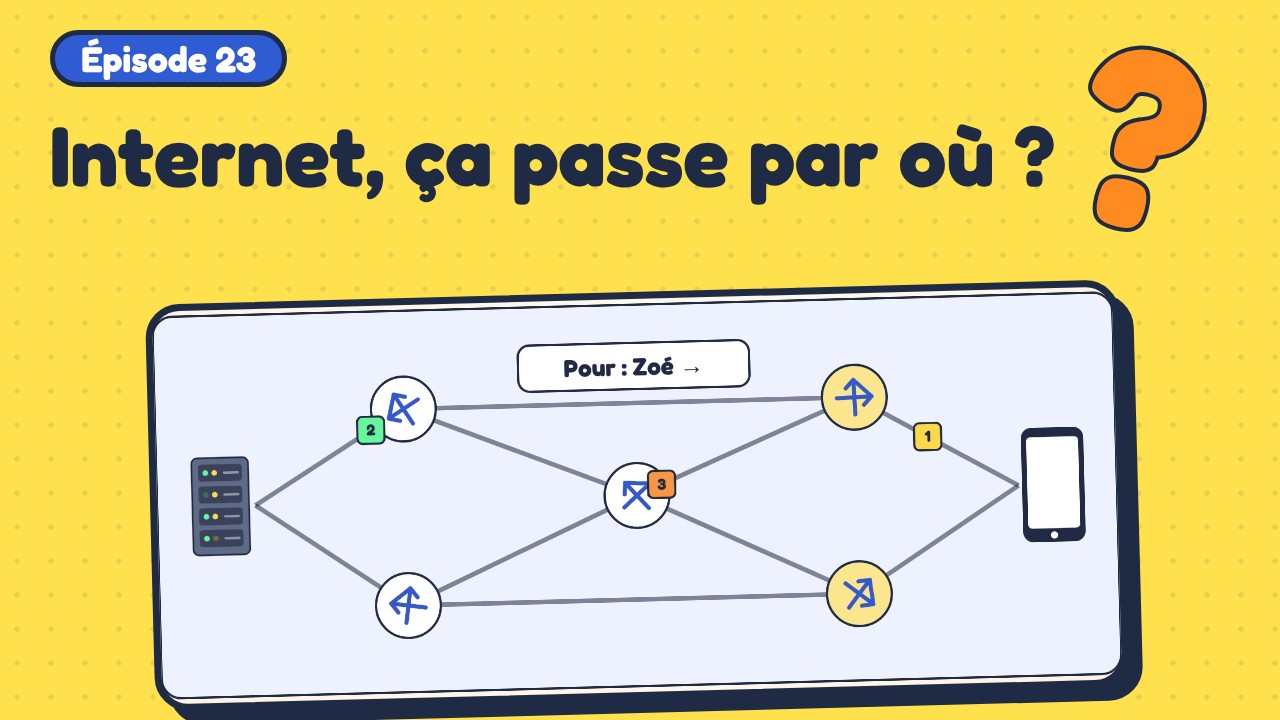 Épisode 23
Internet, ça passe par où ?
?
Pour : Zoé →
2
1
3